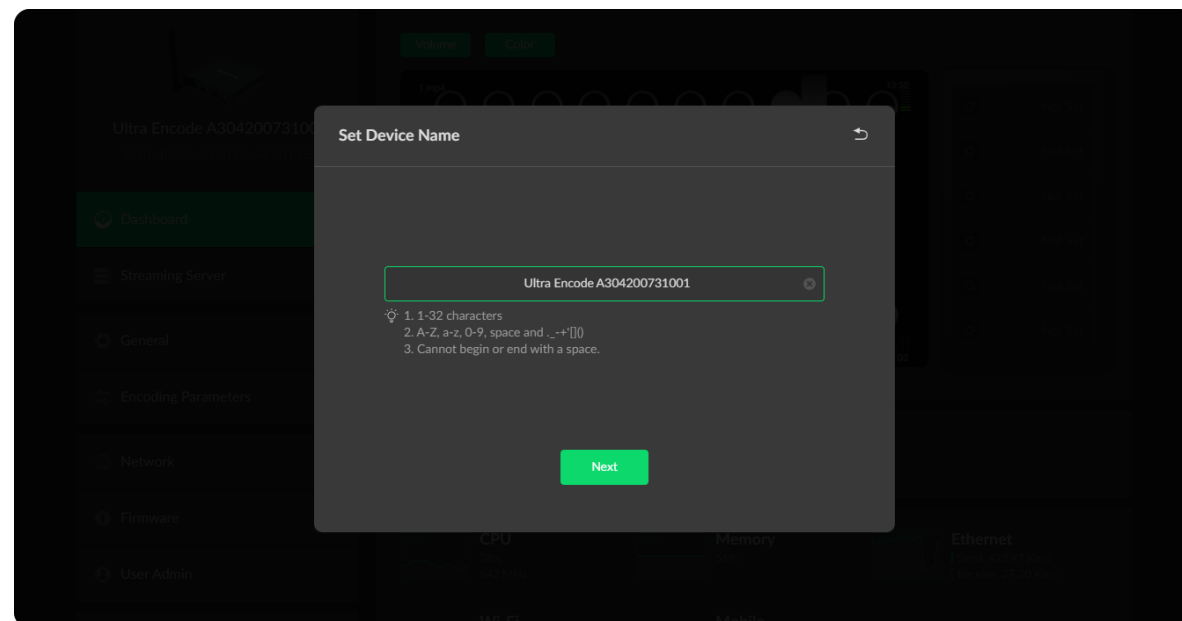 Volume
Color
1.mp4
Ultra Encode A30420073100
Set Device Name
Dashboard
Streaming Server
General
Encoding Parameters
Network
Firmware
User Admin
Ultra Encode A304200731001
1. 1-32 characters
2. A-Z, a-z, 0-9, space and ._-+'[]()
3. Cannot begin or end with a space.
Next
CPU
Memory
Ethernet